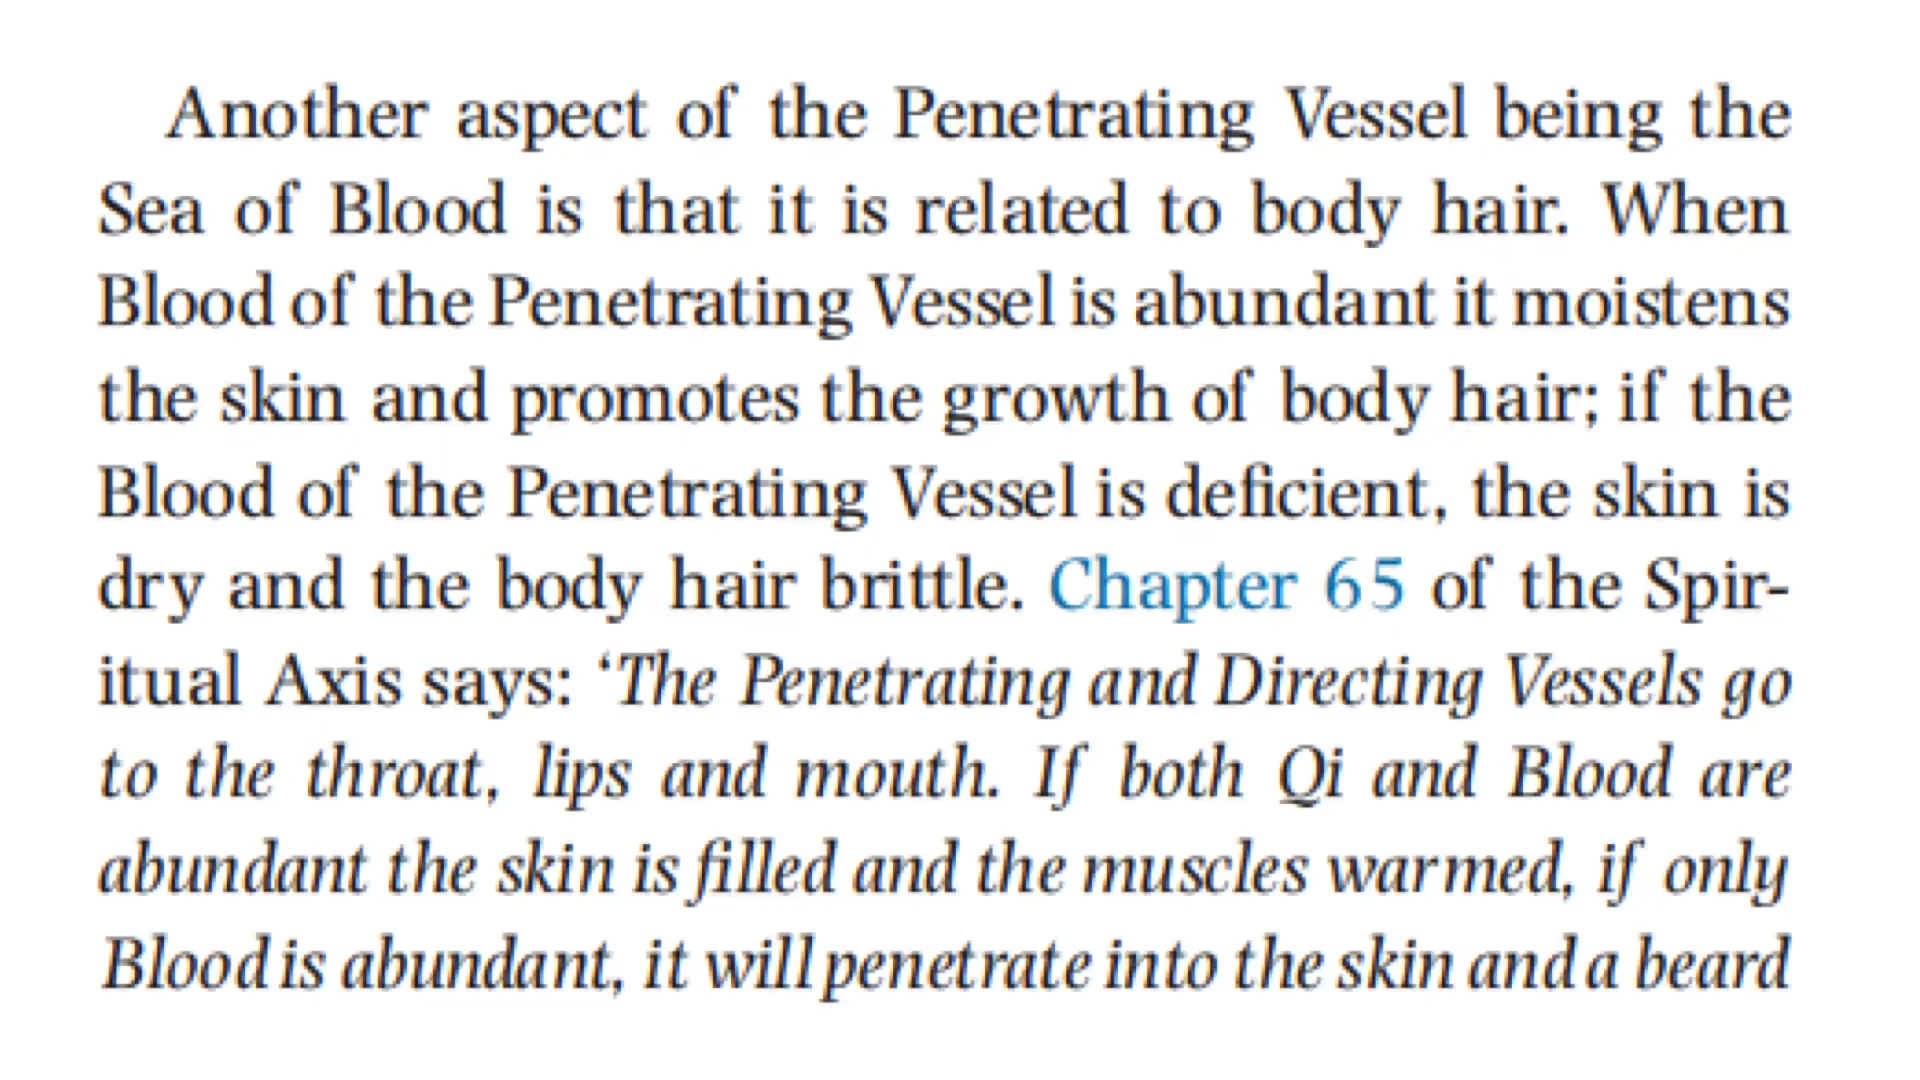 Another aspect of the Penetrating Vessel being the
Sea of Blood is that it is related to body hair. When
Blood of the Penetrating Vessel is abundant it moistens
the skin and promotes the growth of body hair; if the
Blood of the Penetrating Vessel is deficient, the skin is
dry and the body hair brittle. Chapter 65 of the Spir-
itual Axis says: ‘The Penetrating and Directing Vessels go
to the throat, lips and mouth. If both Qi and Blood are
abundant the skin is filled and the muscles warmed, if only
Blood is abundant, it will penetrate into the skin and a beard